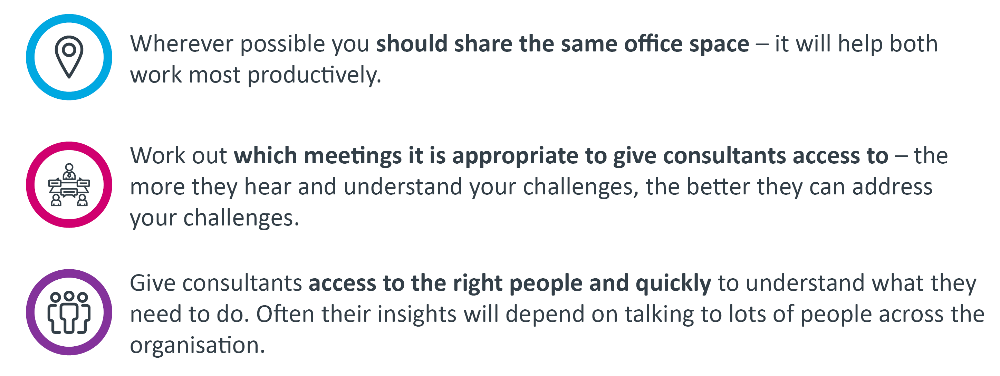 Wherever possible you should share the same office space – it will help both
work most productively.
Work out which meetings it is appropriate to give consultants access to – the
more they hear and understand your challenges, the better they can address
your challenges.
Give consultants access to the right people and quickly to understand what they
need to do. Often their insights will depend on talking to lots of people across the
organisation.